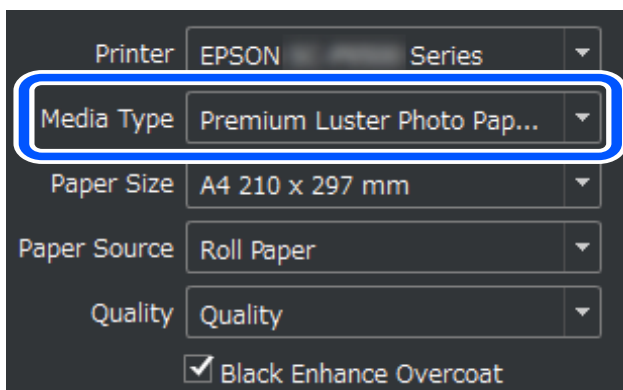 Printer EPSON Series
Media Type Premium Luster Photo Pap...
Paper Size A4 210 x 297 mm
Paper Source Roll Paper
Quality Quality
Black Enhance Overcoat